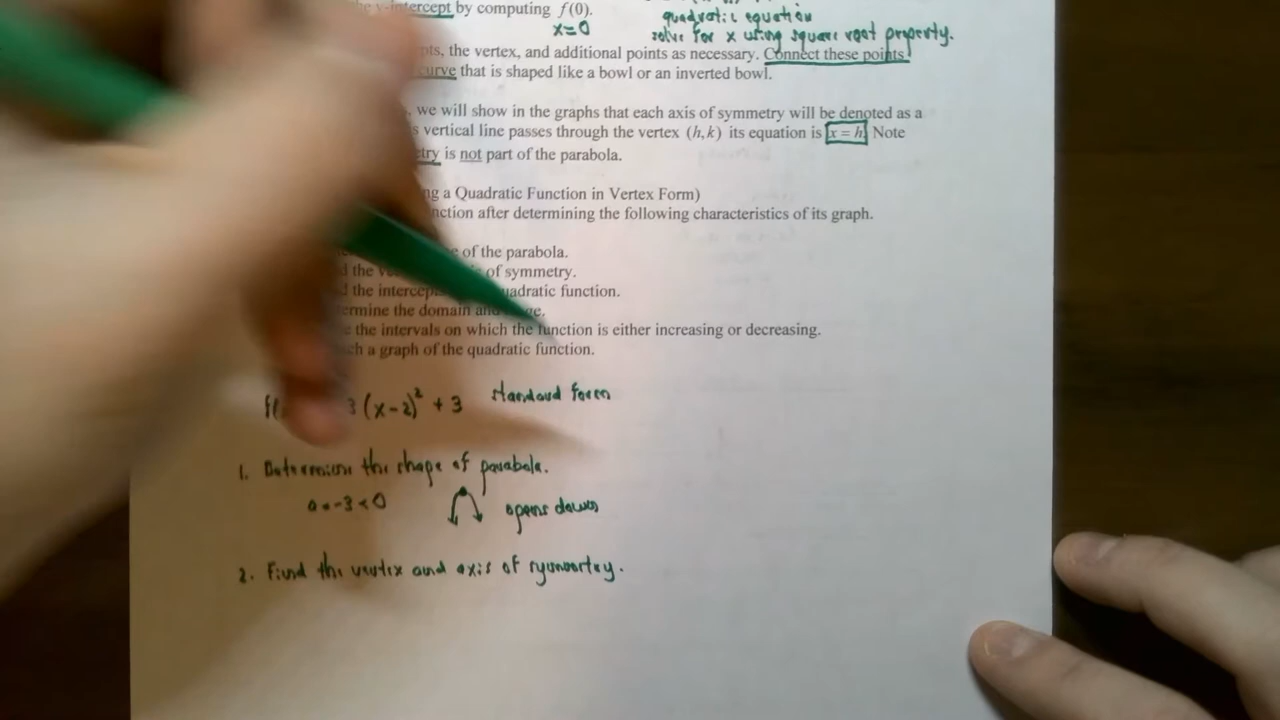 y-intercept by computing f(0).
x=0
quadratic equation
solve for x using square root property.
the vertex, and additional points as necessary. Connect these points
curve that is shaped like a bowl or an inverted bowl.
we will show in the graphs that each axis of symmetry will be denoted as a
vertical line passes through the vertex (h, k) its equation is x = h. Note
is not part of the parabola.
a Quadratic Function in Vertex Form)
after determining the following characteristics of its graph.
of the parabola.
the of symmetry.
the quadratic function.
the domain and
the intervals on which the function is either increasing or decreasing.
a graph of the quadratic function.
3(x-2)² + 3 standard form
1. Determine the shape of parabola.
a=-3<0 opens down
2. Find the vertex and axis of symmetry.